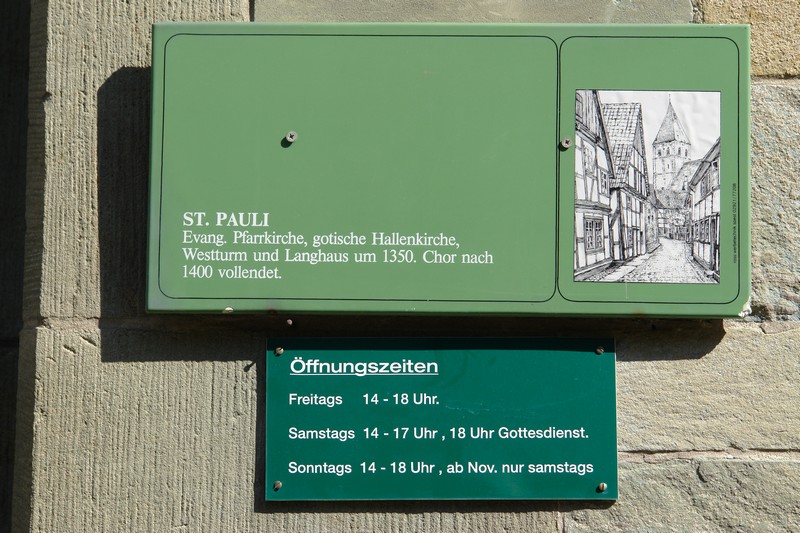 ST. PAULI
Evang. Pfarrkirche, gotische Hallenkirche,
Westturm und Langhaus um 1350. Chor nach
1400 vollendet.
Öffnungszeiten
Freitags 14 - 18 Uhr.
Samstags 14 - 17 Uhr , 18 Uhr Gottesdienst.
Sonntags 14 - 18 Uhr , ab Nov. nur samstags